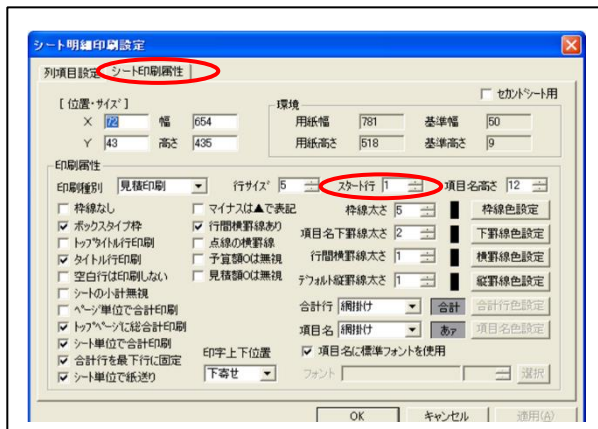 シート明細印刷設定
列項目設定 シート印刷属性
[位置・サイズ] 環境 セカンドシート用
X 72 幅 654 用紙幅 781 基準幅 50
Y 43 高さ 435 用紙高さ 518 基準高さ 9
印刷属性
印刷種別 見積印刷 行サイズ 5 スタート行 1 項目名高さ 12
枠線なし マイナスは▲で表記 枠線太さ 5 枠線色設定
ボックスタイプ枠 行間横罫線あり 項目名下罫線太さ 2 下罫線色設定
トップタイトル行印刷 点線の横罫線 行間横罫線太さ 1 横罫線色設定
タイトル行印刷 予算額0は無視 デフォルト縦罫線太さ 1 縦罫線色設定
空白行は印刷しない 見積額0は無視
シートの小計無視 合計行 網掛け 合計 合計行色設定
ページ単位で合計印刷
トップページに総合計印刷 項目名 網掛け あァ 項目名色設定
シート単位で合計印刷 印字上下位置 項目名に標準フォントを使用
合計行を最下行に固定 下寄せ フォント 選択
シート単位で紙送り
OK キャンセル 適用(A)